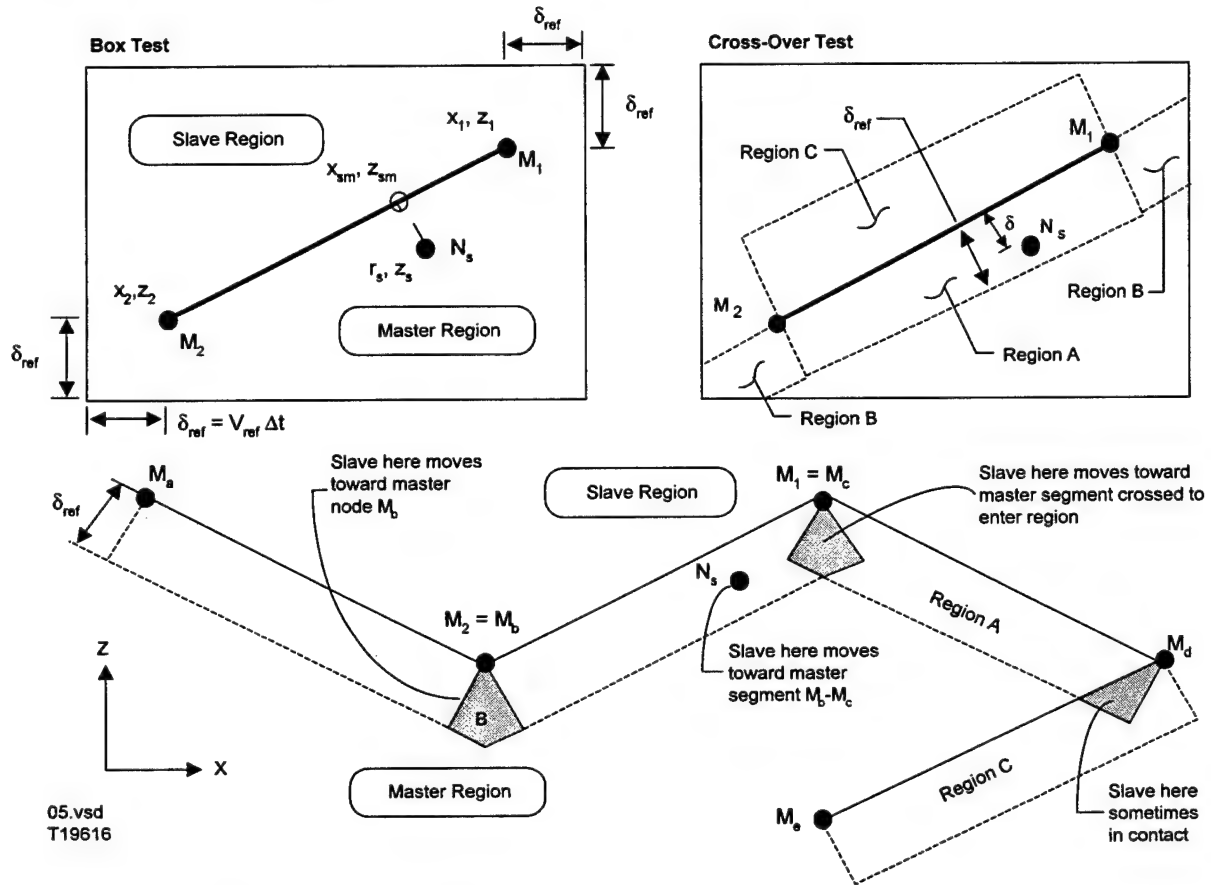 Box Test
δref
δref
Slave Region
x1, z1
M1
xsm, zsm
Ns
rs, zs
x2,z2
M2
Master Region
δref
δref = Vref Δt
Cross-Over Test
δref
M1
Region C
δ
Ns
Region B
M2
Region A
Region B
Ma
δref
Slave here moves
toward master
node Mb
Slave Region
M1 = Mc
Slave here moves toward
master segment crossed to
enter region
Ns
M2 = Mb
Region A
Md
Slave here moves
toward master
segment Mb-Mc
B
Z
X
Master Region
Region C
Me
Slave here
sometimes
in contact
05.vsd
T19616